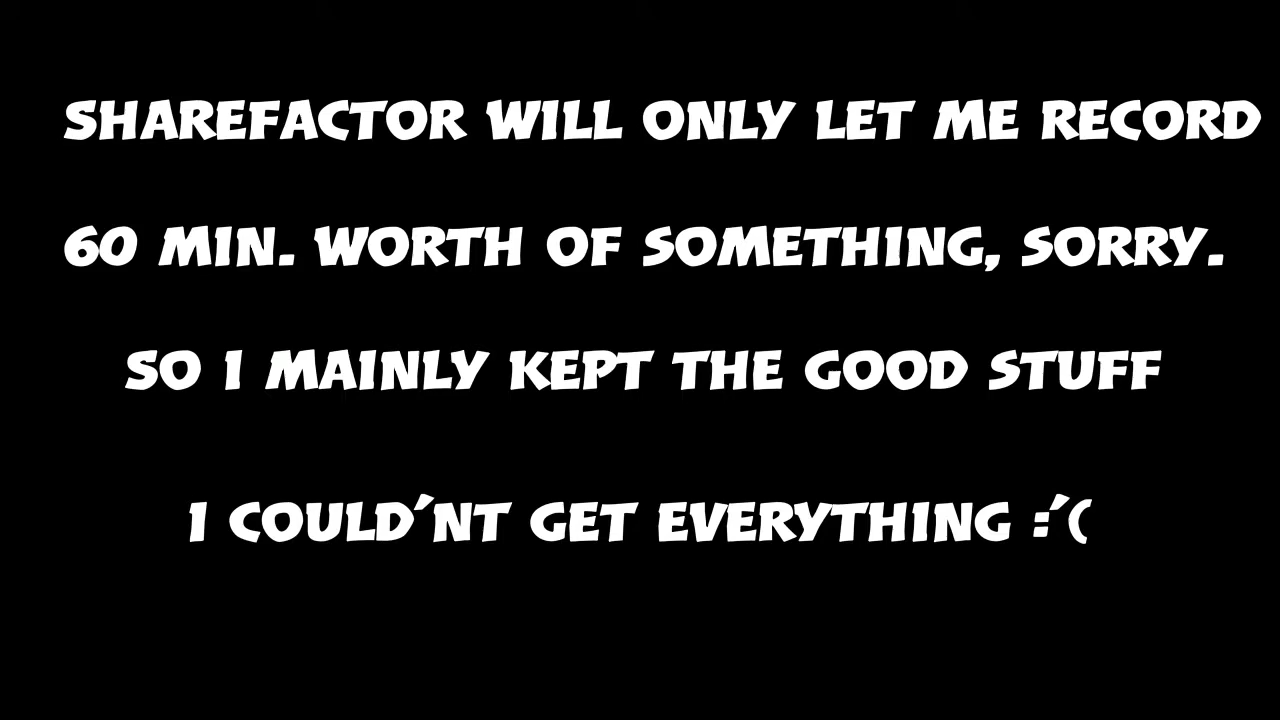 SHAREFACTOR WILL ONLY LET ME RECORD
60 MIN. WORTH OF SOMETHING, SORRY.
SO I MAINLY KEPT THE GOOD STUFF
I COULD'NT GET EVERYTHING :'(